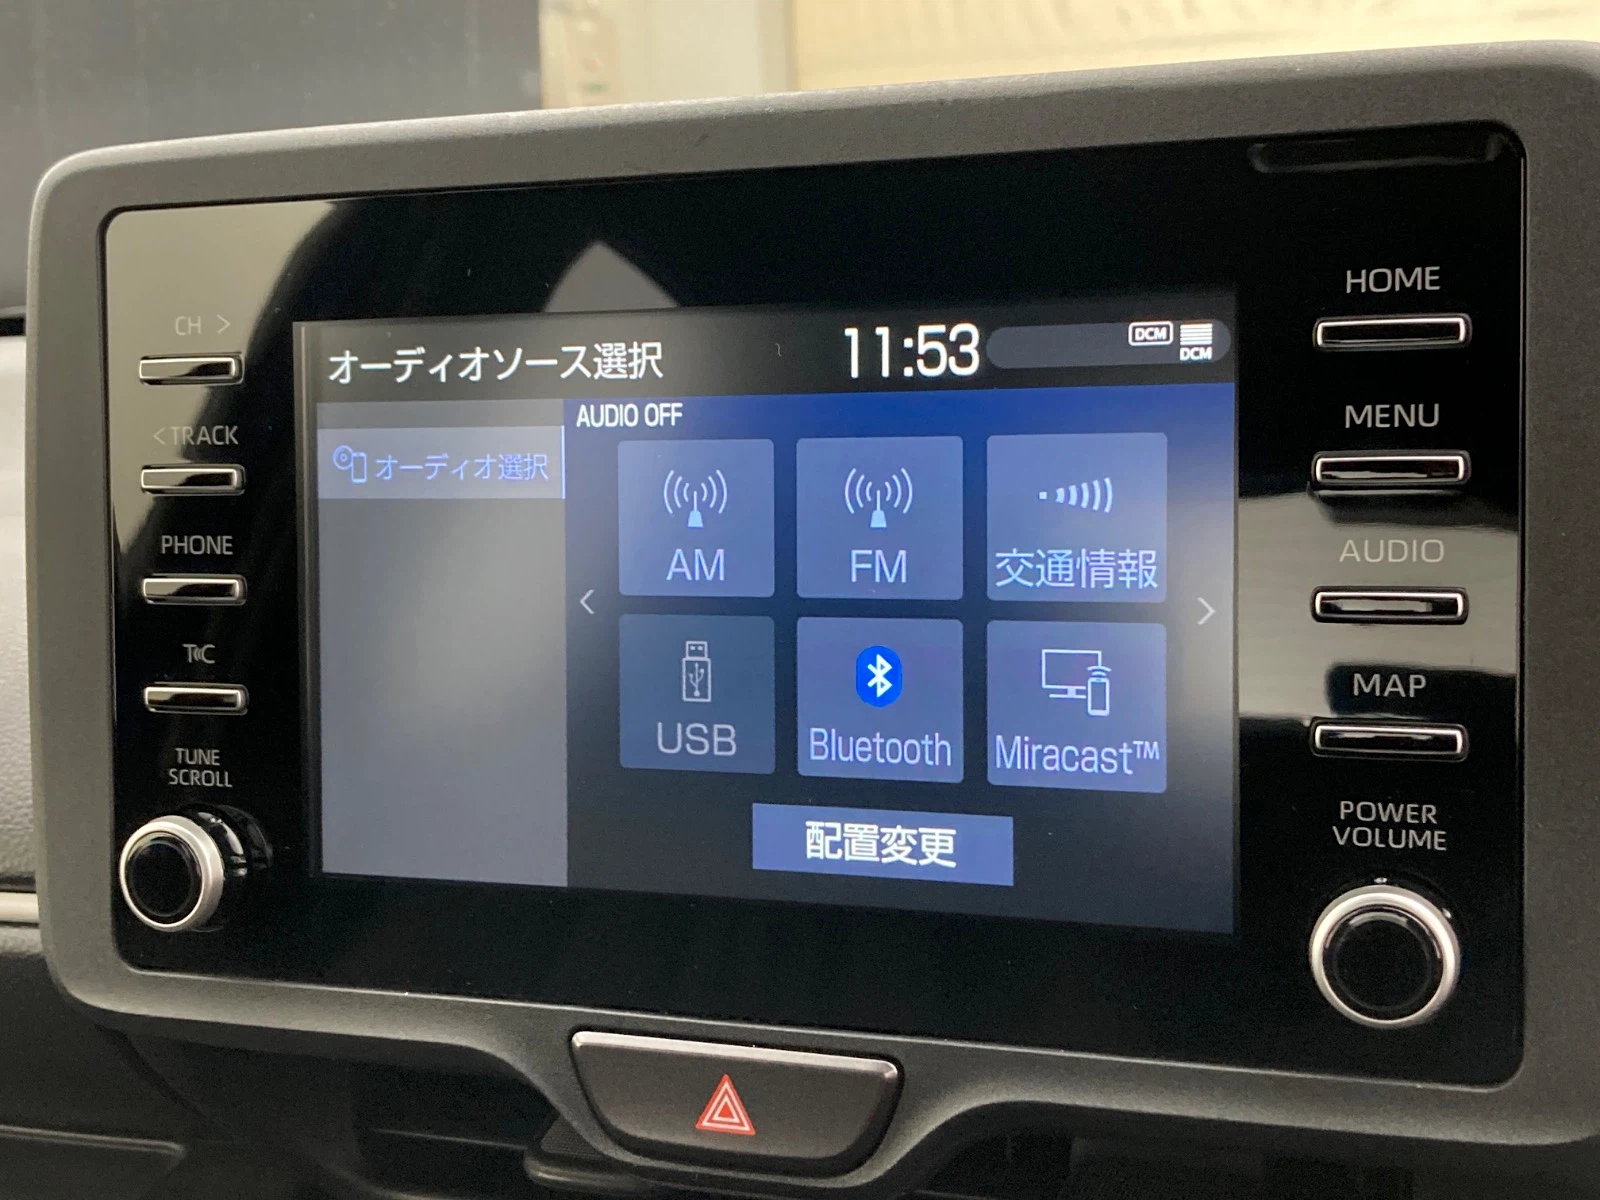 CH >
< TRACK
PHONE
TC
TUNE
SCROLL
オーディオソース選択
11:53
DCM
DCM
オーディオ選択
AUDIO OFF
AM
FM
交通情報
<
>
USB
Bluetooth
Miracast™
配置変更
HOME
MENU
AUDIO
MAP
POWER
VOLUME